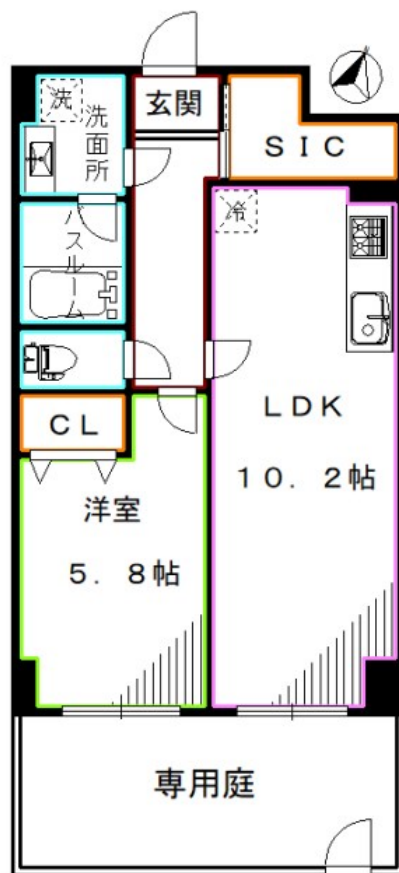 玄関
洗
洗面所
SIC
バスルーム
冷
LDK
10.2帖
CL
洋室
5.8帖
専用庭